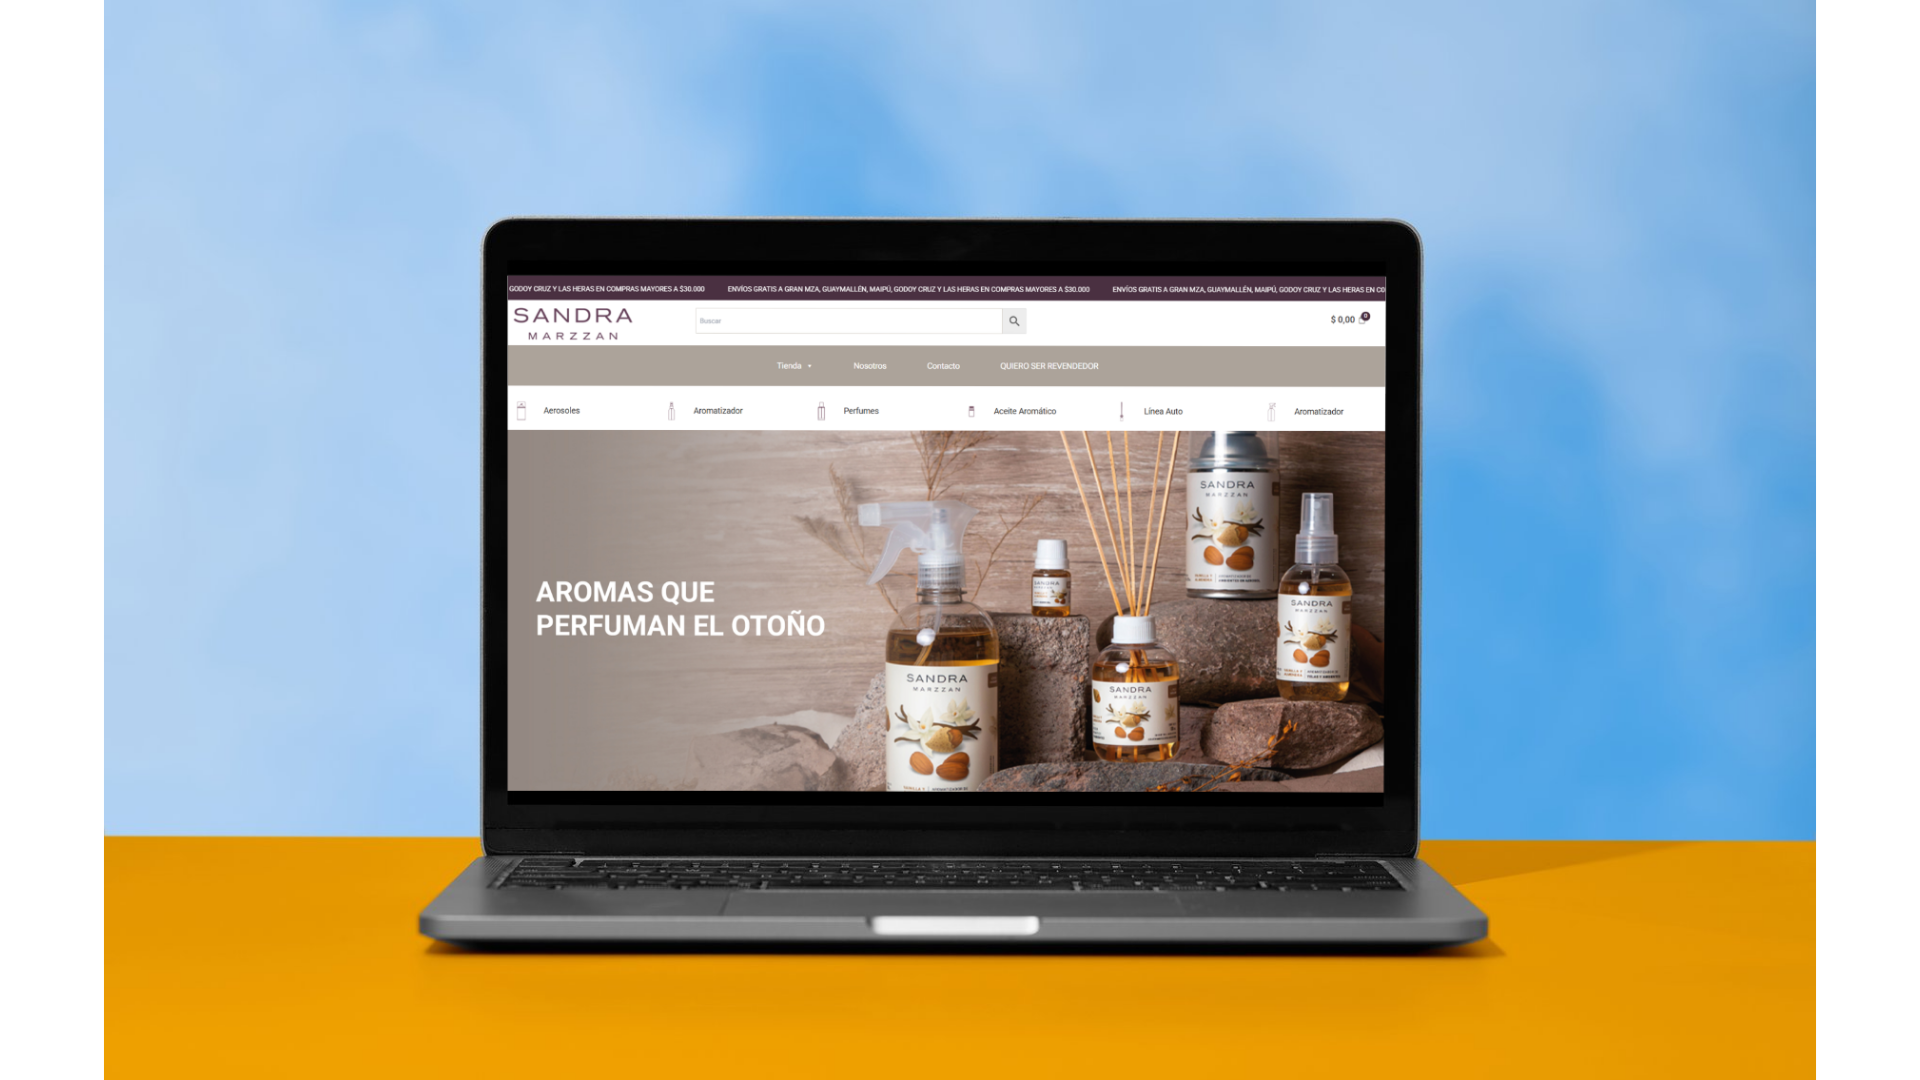 GODOY CRUZ Y LAS HERAS EN COMPRAS MAYORES A $30.000 ENVÍOS GRATIS A GRAN MZA, GUAYMALLÉN, MAIPÚ, GODOY CRUZ Y LAS HERAS EN COMPRAS MAYORES A $30.000 ENVÍOS GRATIS A GRAN MZA, GUAYMALLÉN, MAIPÚ, GODOY CRUZ Y LAS HERAS EN CO
SANDRA
MARZZAN
Buscar
$ 0,00 0
Tienda Nosotros Contacto QUIERO SER REVENDEDOR
Aerosoles Aromatizador Perfumes Aceite Aromático Línea Auto Aromatizador
AROMAS QUE
PERFUMAN EL OTOÑO
SANDRA
MARZZAN
SANDRA
SANDRA
MARZZAN
SANDRA
MARZZAN
SANDRA
MARZZAN